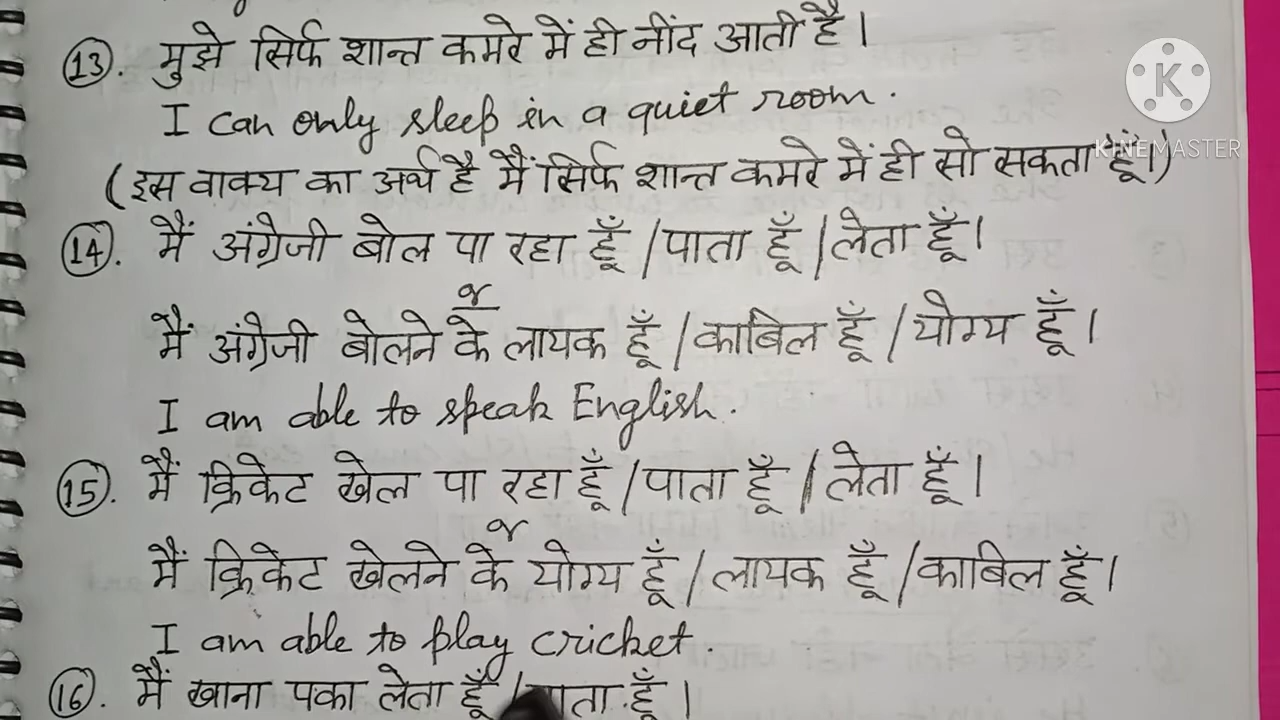 (13). मुझे सिर्फ शान्त कमरे में ही नींद आती है।
I can only sleep in a quiet room.
(इस वाक्य का अर्थ है मैं सिर्फ शान्त कमरे में ही सो सकता हूँ।)
KINEMASTER
(14). मैं अंग्रेजी बोल पा रहा हूँ /पाता हूँ /लेता हूँ।
or
मैं अंग्रेजी बोलने के लायक हूँ /काबिल हूँ /योग्य हूँ।
I am able to speak English.
(15). मैं क्रिकेट खेल पा रहा हूँ /पाता हूँ /लेता हूँ।
or
मैं क्रिकेट खेलने के योग्य हूँ /लायक हूँ /काबिल हूँ।
I am able to play cricket.
(16). मैं खाना पका लेता हूँ / हूँ।